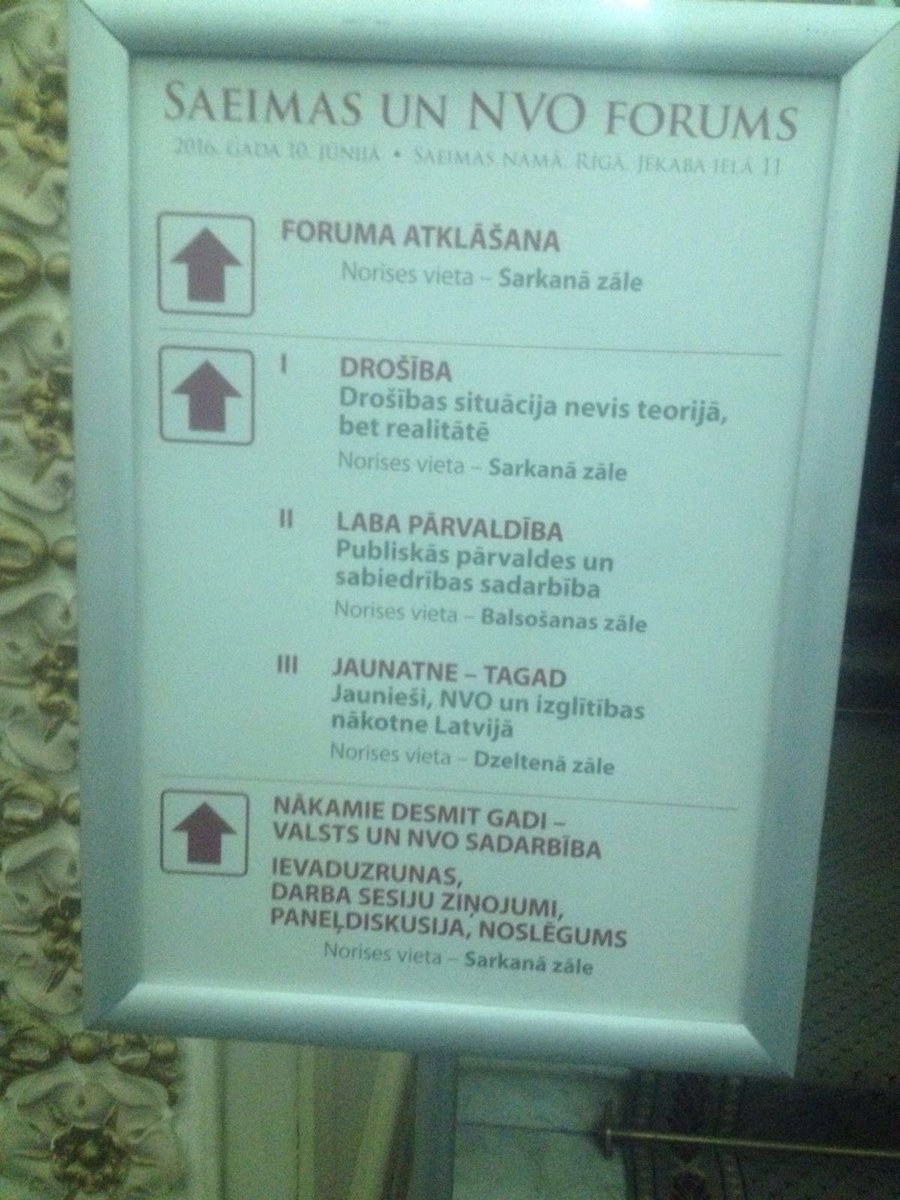 SAEIMAS UN NVO FORUMS
2016. GADA 10. JŪNIJĀ • SAEIMAS NAMĀ, RĪGĀ, JĒKABA IELĀ 11
FORUMA ATKLĀŠANA
Norises vieta – Sarkanā zāle
I DROŠĪBA
Drošības situācija nevis teorijā,
bet realitātē
Norises vieta – Sarkanā zāle
II LABA PĀRVALDĪBA
Publiskās pārvaldes un
sabiedrības sadarbība
Norises vieta – Balsošanas zāle
III JAUNATNE – TAGAD
Jaunieši, NVO un izglītības
nākotne Latvijā
Norises vieta – Dzeltenā zāle
NĀKAMIE DESMIT GADI –
VALSTS UN NVO SADARBĪBA
IEVADUZRUNAS,
DARBA SESIJU ZIŅOJUMI,
PANEĻDISKUSIJA, NOSLĒGUMS
Norises vieta – Sarkanā zāle